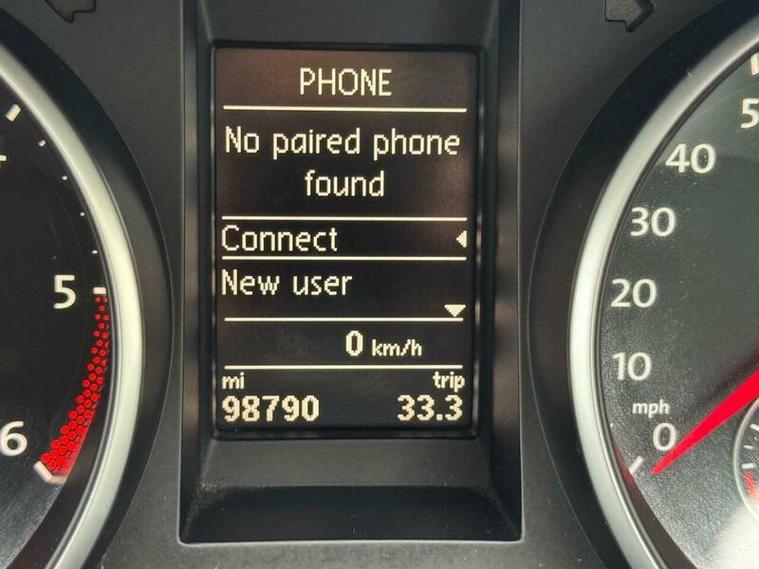 PHONE
No paired phone
found
Connect
New user
0 km/h
mi trip
98790 33.3
5
6
5
40
30
20
10
mph
0